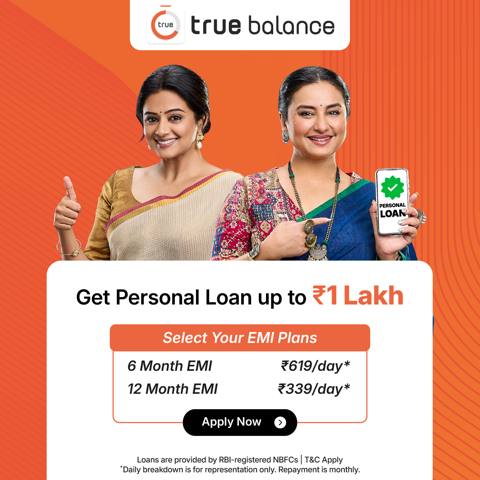 true
true balance
PERSONAL
LOAN
Get Personal Loan up to ₹1 Lakh
Select Your EMI Plans
6 Month EMI ₹619/day*
12 Month EMI ₹339/day*
Apply Now
Loans are provided by RBI-registered NBFCs | T&C Apply
*Daily breakdown is for representation only. Repayment is monthly.